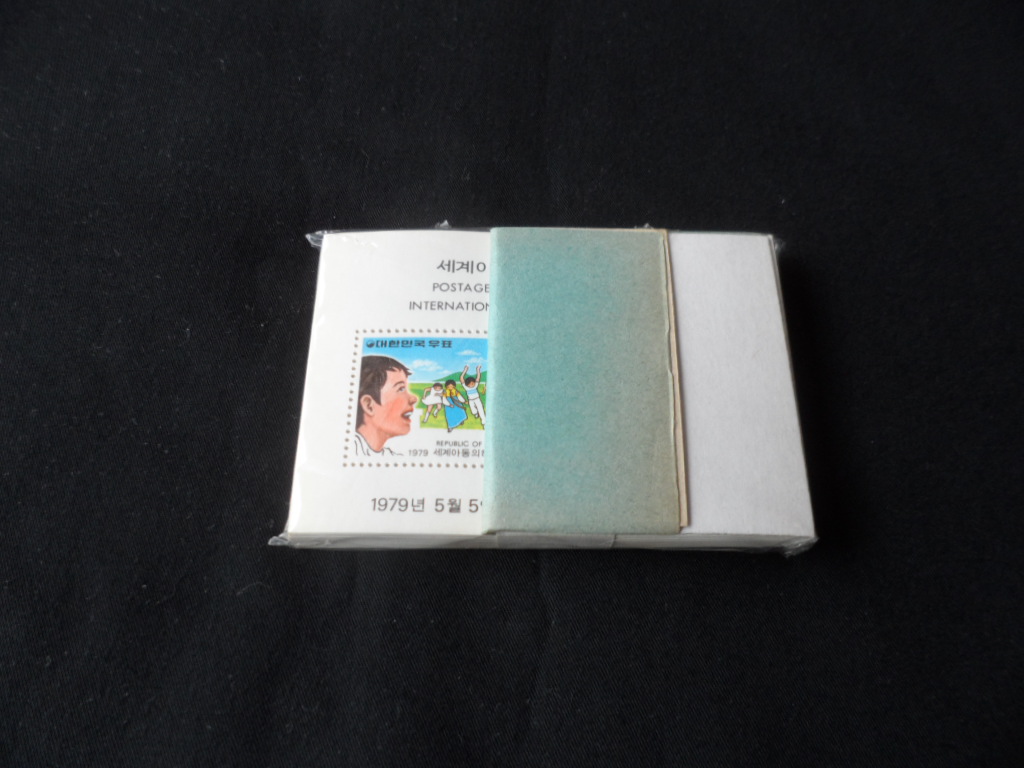 세계아
POSTAGE
INTERNATION
대한민국우표
REPUBLIC OF
1979 세계아동의
1979년 5월 5